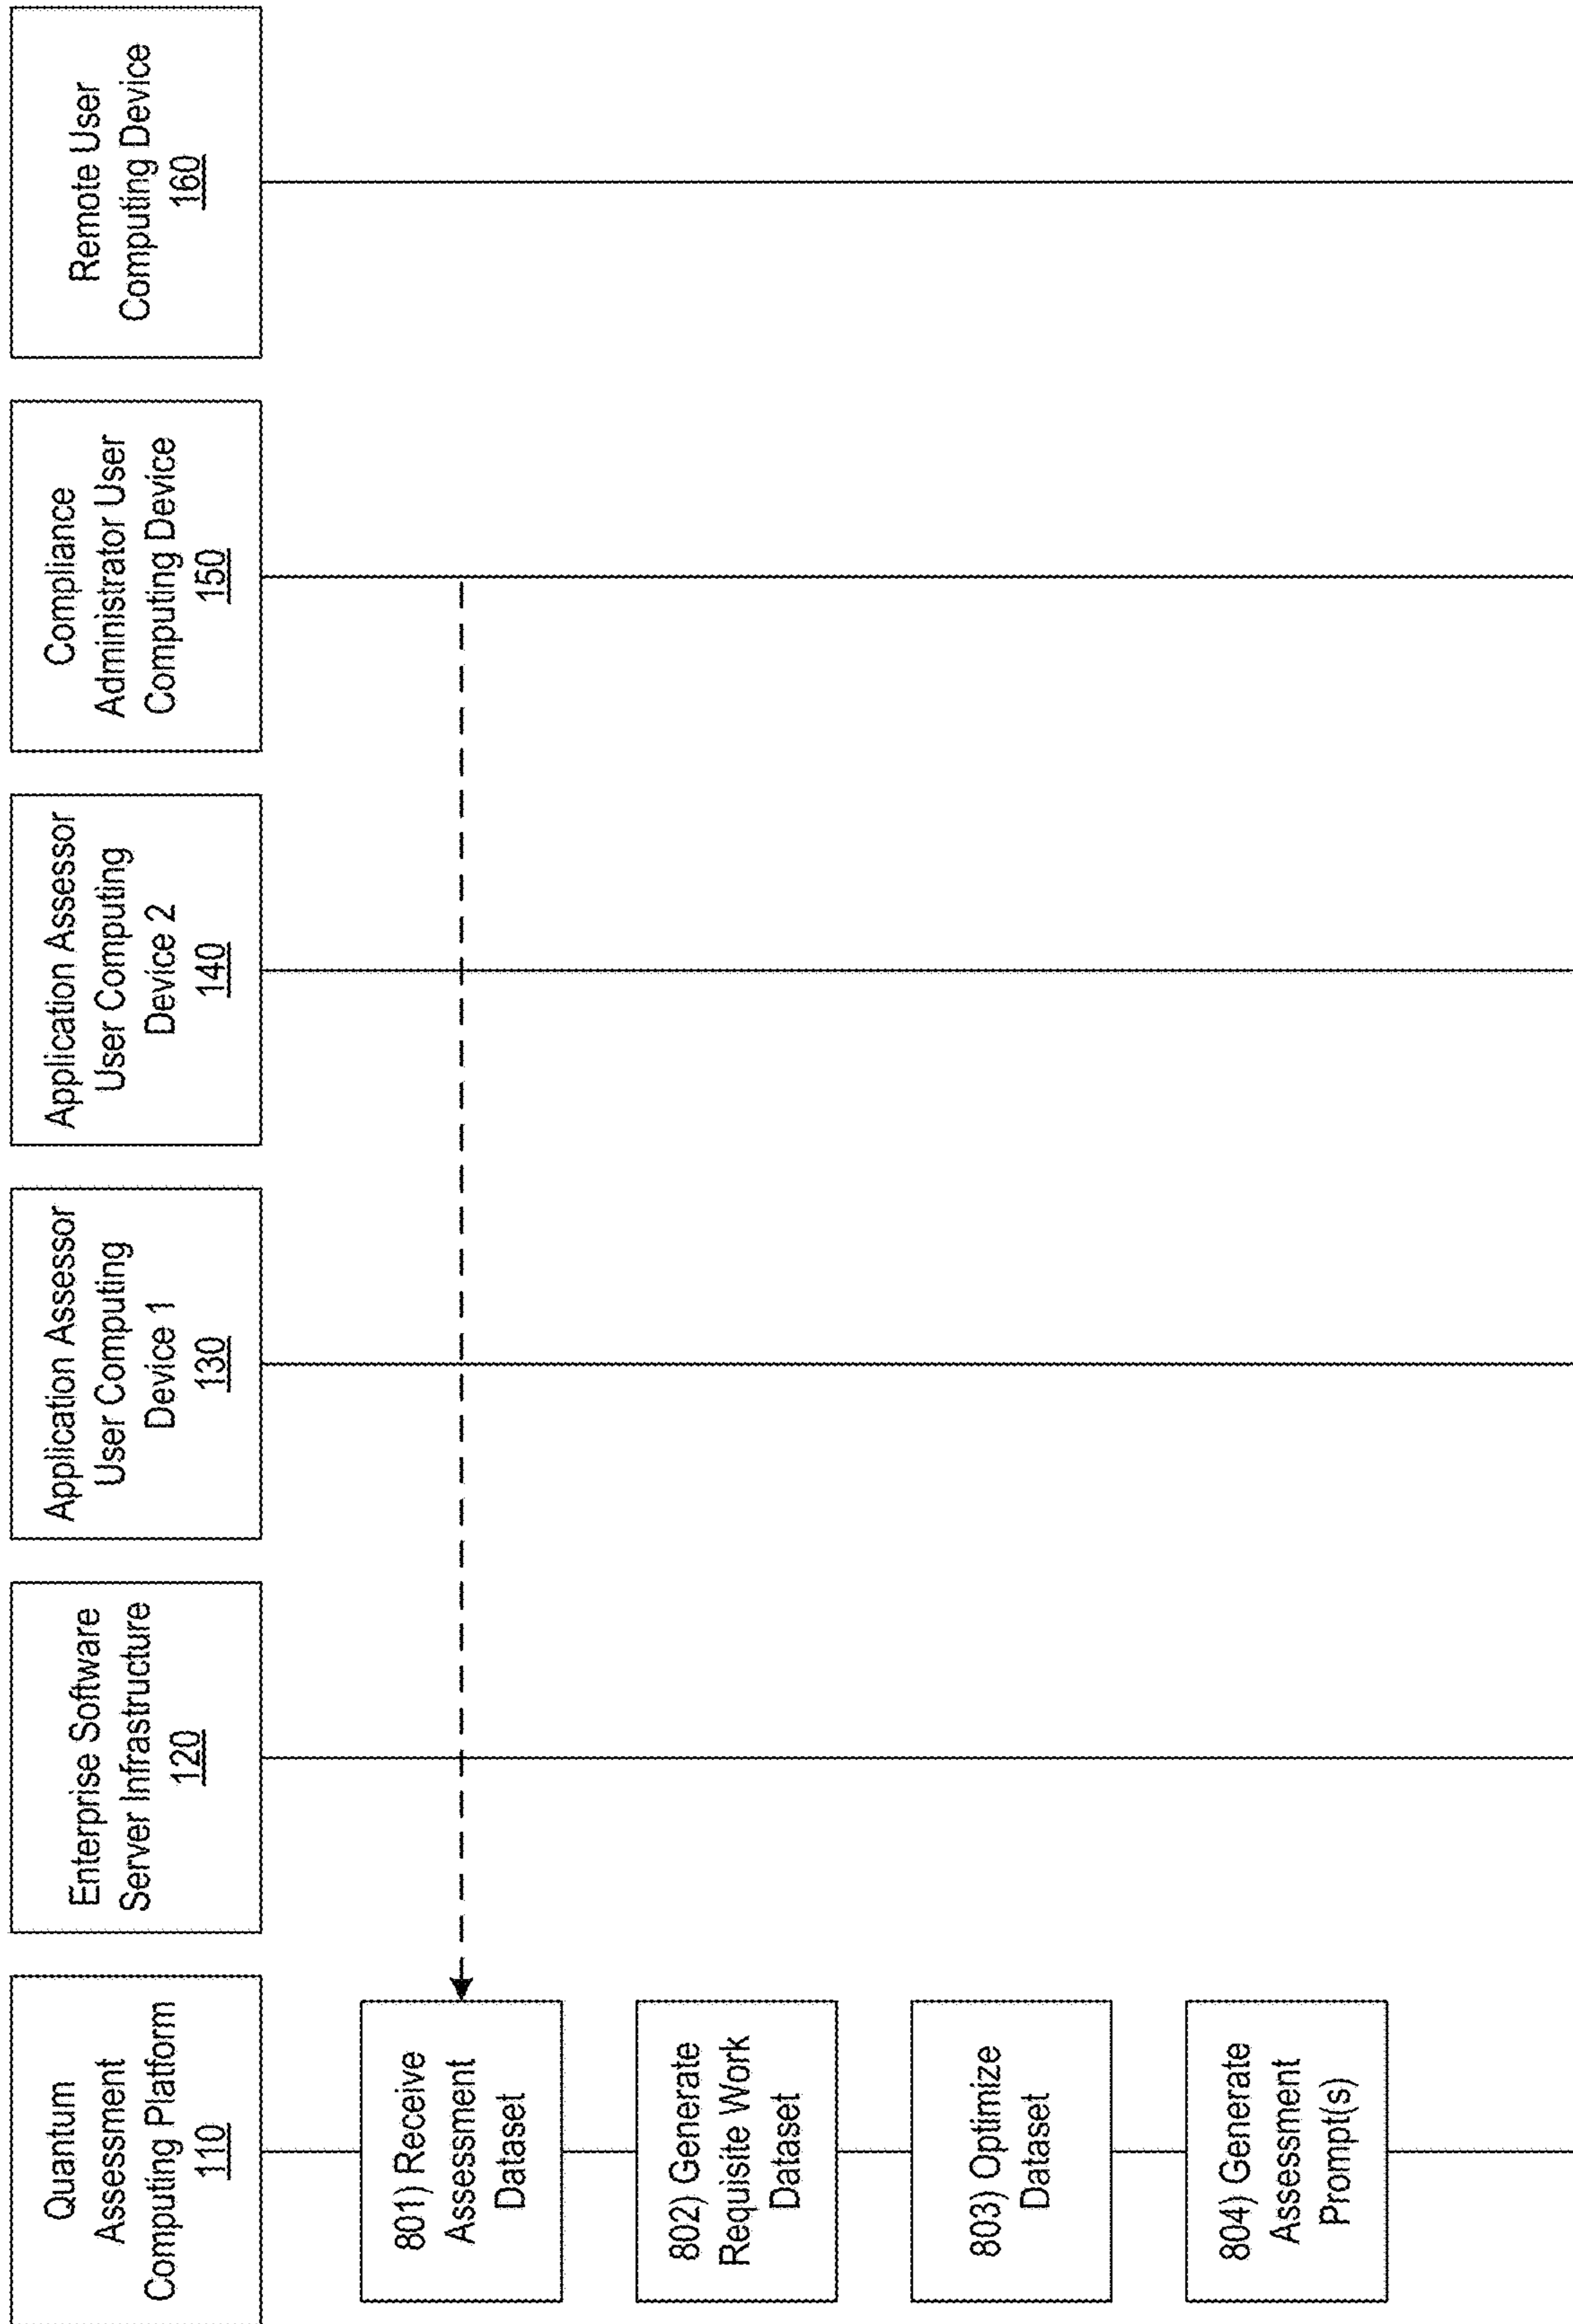 Quantum
Assessment
Computing Platform
110
Enterprise Software
Server Infrastructure
120
Application Assessor
User Computing
Device 1
130
Application Assessor
User Computing
Device 2
140
Compliance
Administrator User
Computing Device
150
Remote User
Computing Device
160
801) Receive
Assessment
Dataset
802) Generate
Requisite Work
Dataset
803) Optimize
Dataset
804) Generate
Assessment
Prompt(s)